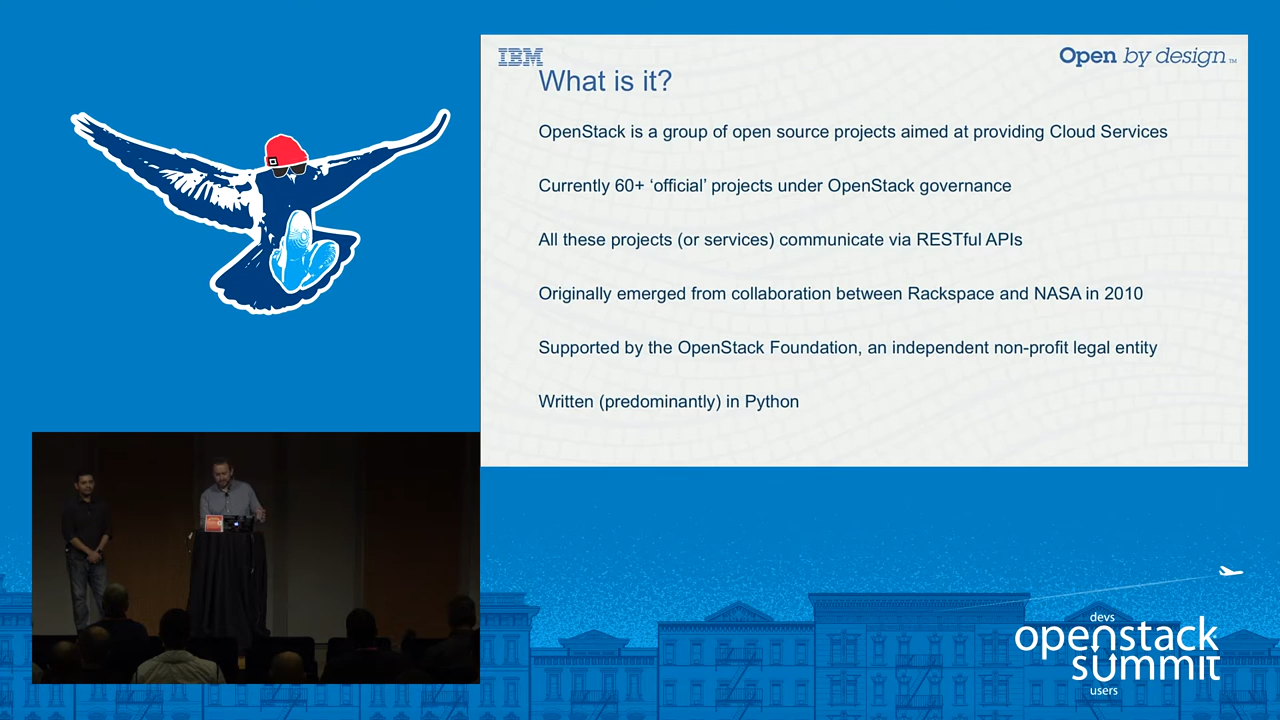 IBM
Open by design™
What is it?
OpenStack is a group of open source projects aimed at providing Cloud Services
Currently 60+ ‘official’ projects under OpenStack governance
All these projects (or services) communicate via RESTful APIs
Originally emerged from collaboration between Rackspace and NASA in 2010
Supported by the OpenStack Foundation, an independent non-profit legal entity
Written (predominantly) in Python
devs
openstack
summit
users